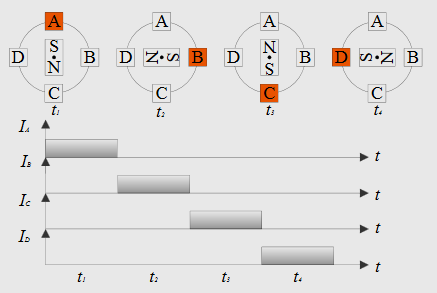 A A A A
S N
D B D N S B D S B D S N B
N S
C C C C
t1 t2 t3 t4
IA
t
IB
t
IC
t
ID
t
t1 t2 t3 t4